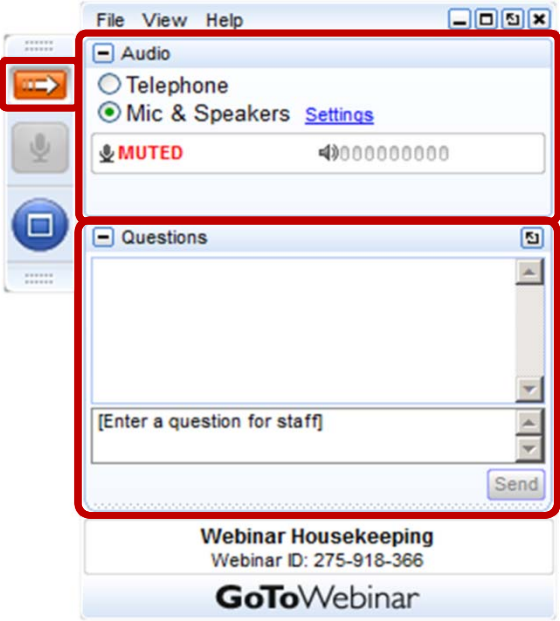 File View Help
Audio
Telephone
Mic & Speakers Settings
MUTED 000000000
Questions
[Enter a question for staff]
Send
Webinar Housekeeping
Webinar ID: 275-918-366
GoToWebinar